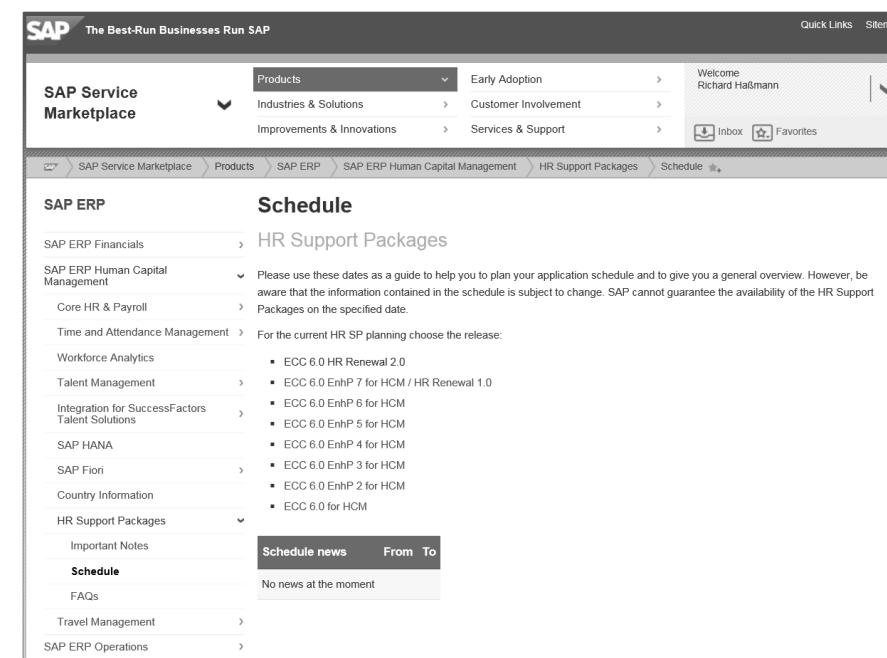 SAP The Best-Run Businesses Run SAP
Quick Links
SAP Service
Marketplace
Products
Industries & Solutions
Improvements & Innovations
Early Adoption
Customer Involvement
Services & Support
Welcome
Richard Haßmann
Inbox Favorites
SAP Service Marketplace Products SAP ERP SAP ERP Human Capital Management HR Support Packages Schedule
SAP ERP
SAP ERP Financials
SAP ERP Human Capital
Management
Core HR & Payroll
Time and Attendance Management
Workforce Analytics
Talent Management
Integration for SuccessFactors
Talent Solutions
SAP HANA
SAP Fiori
Country Information
HR Support Packages
Important Notes
Schedule
FAQs
Travel Management
SAP ERP Operations
Schedule
HR Support Packages
Please use these dates as a guide to help you to plan your application schedule and to give you a general overview. However, be
aware that the information contained in the schedule is subject to change. SAP cannot guarantee the availability of the HR Support
Packages on the specified date.
For the current HR SP planning choose the release:
ECC 6.0 HR Renewal 2.0
ECC 6.0 EnhP 7 for HCM / HR Renewal 1.0
ECC 6.0 EnhP 6 for HCM
ECC 6.0 EnhP 5 for HCM
ECC 6.0 EnhP 4 for HCM
ECC 6.0 EnhP 3 for HCM
ECC 6.0 EnhP 2 for HCM
ECC 6.0 for HCM
Schedule news From To
No news at the moment